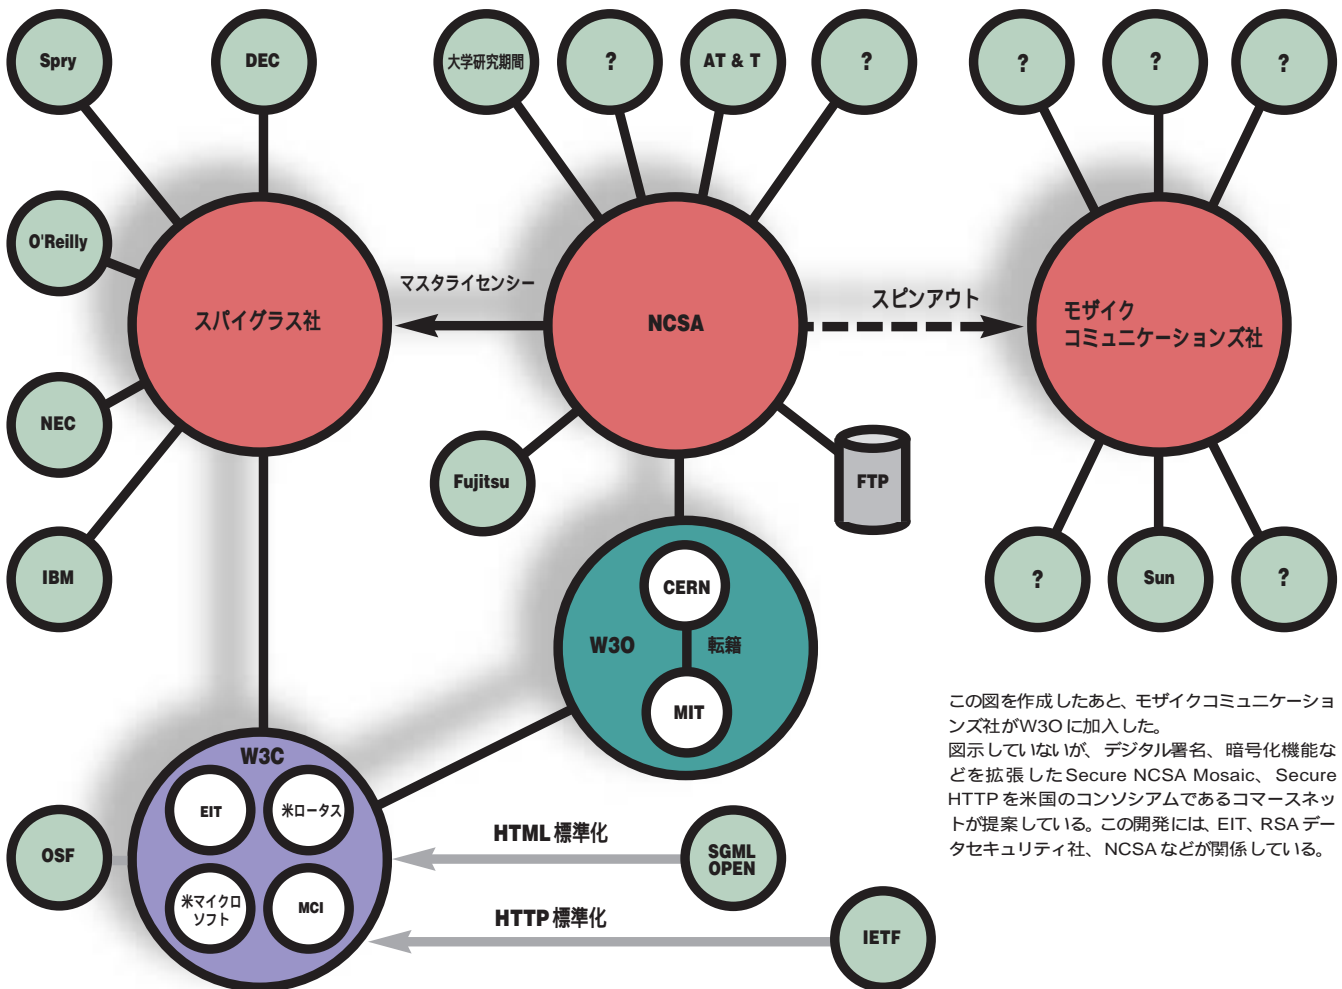 Spry
DEC
大学研究期間
?
AT & T
?
?
?
?
O'Reilly
スパイグラス社
マスタライセンシー
NCSA
スピンアウト
モザイク
コミュニケーションズ社
NEC
Fujitsu
FTP
IBM
CERN
W3O
転籍
MIT
?
Sun
?
W3C
EIT
米ロータス
OSF
米マイクロ
ソフト
MCI
HTML 標準化
SGML
OPEN
HTTP 標準化
IETF
この図を作成したあと、モザイクコミュニケーショ
ンズ社がW3Oに加入した。
図示していないが、デジタル署名、暗号化機能な
どを拡張したSecure NCSA Mosaic、Secure
HTTPを米国のコンソシアムであるコマースネッ
トが提案している。この開発には、EIT、RSAデー
タセキュリティ社、NCSAなどが関係している。